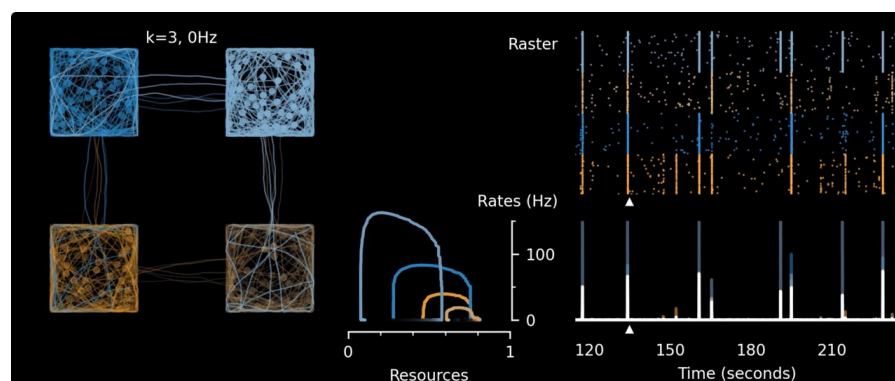 k=3, 0Hz
Raster
Rates (Hz)
100
0
0
1
Resources
120
150
180
210
Time (seconds)